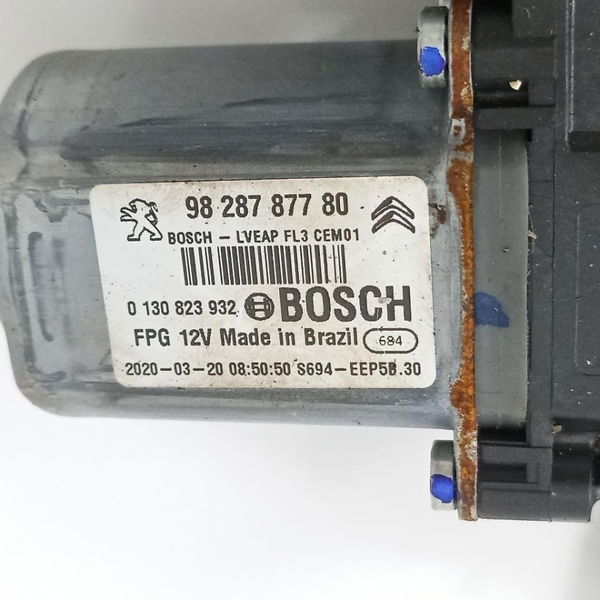 98 287 877 80
BOSCH - LVEAP FL3 CEM01
0 130 823 932 BOSCH
FPG 12V Made in Brazil 684
2020-03-20 08:50:50 S694-EEP5B.30